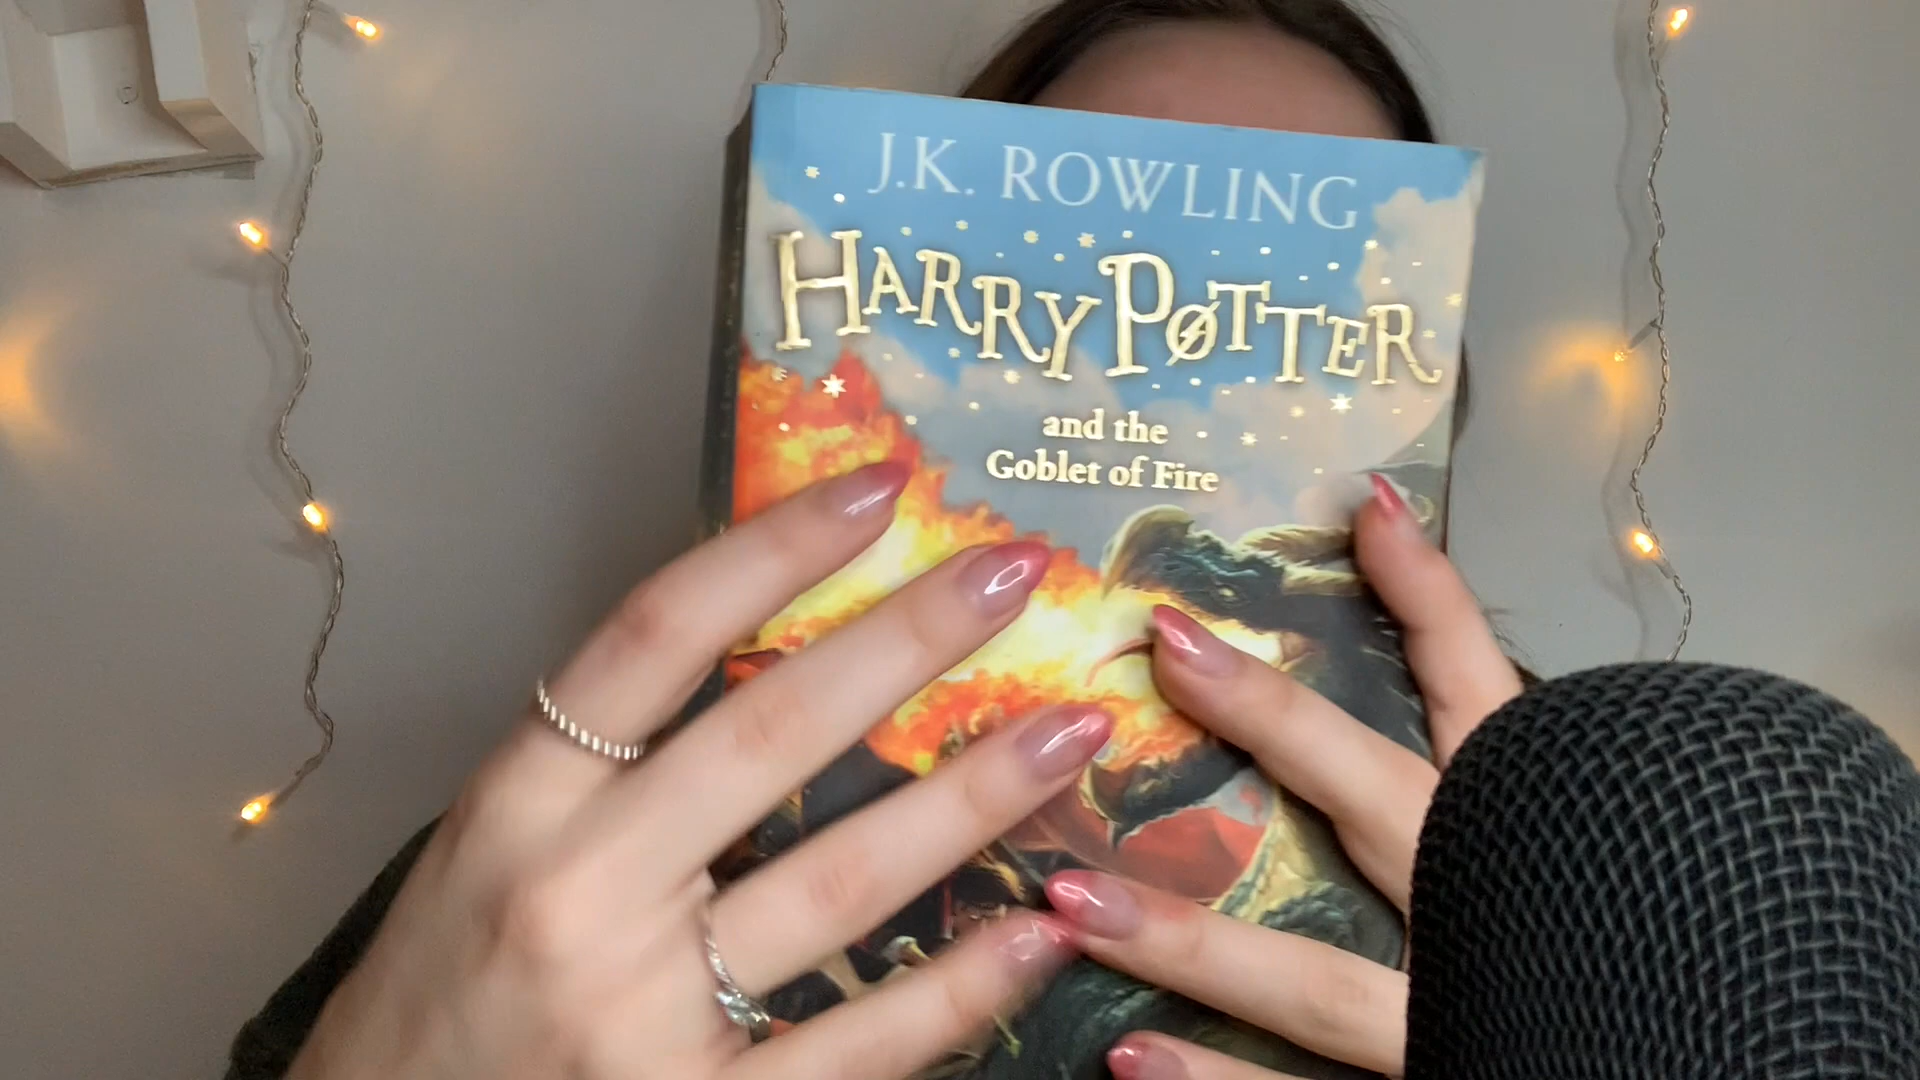 J.K. ROWLING
HARRY POTTER
and the
Goblet of Fire